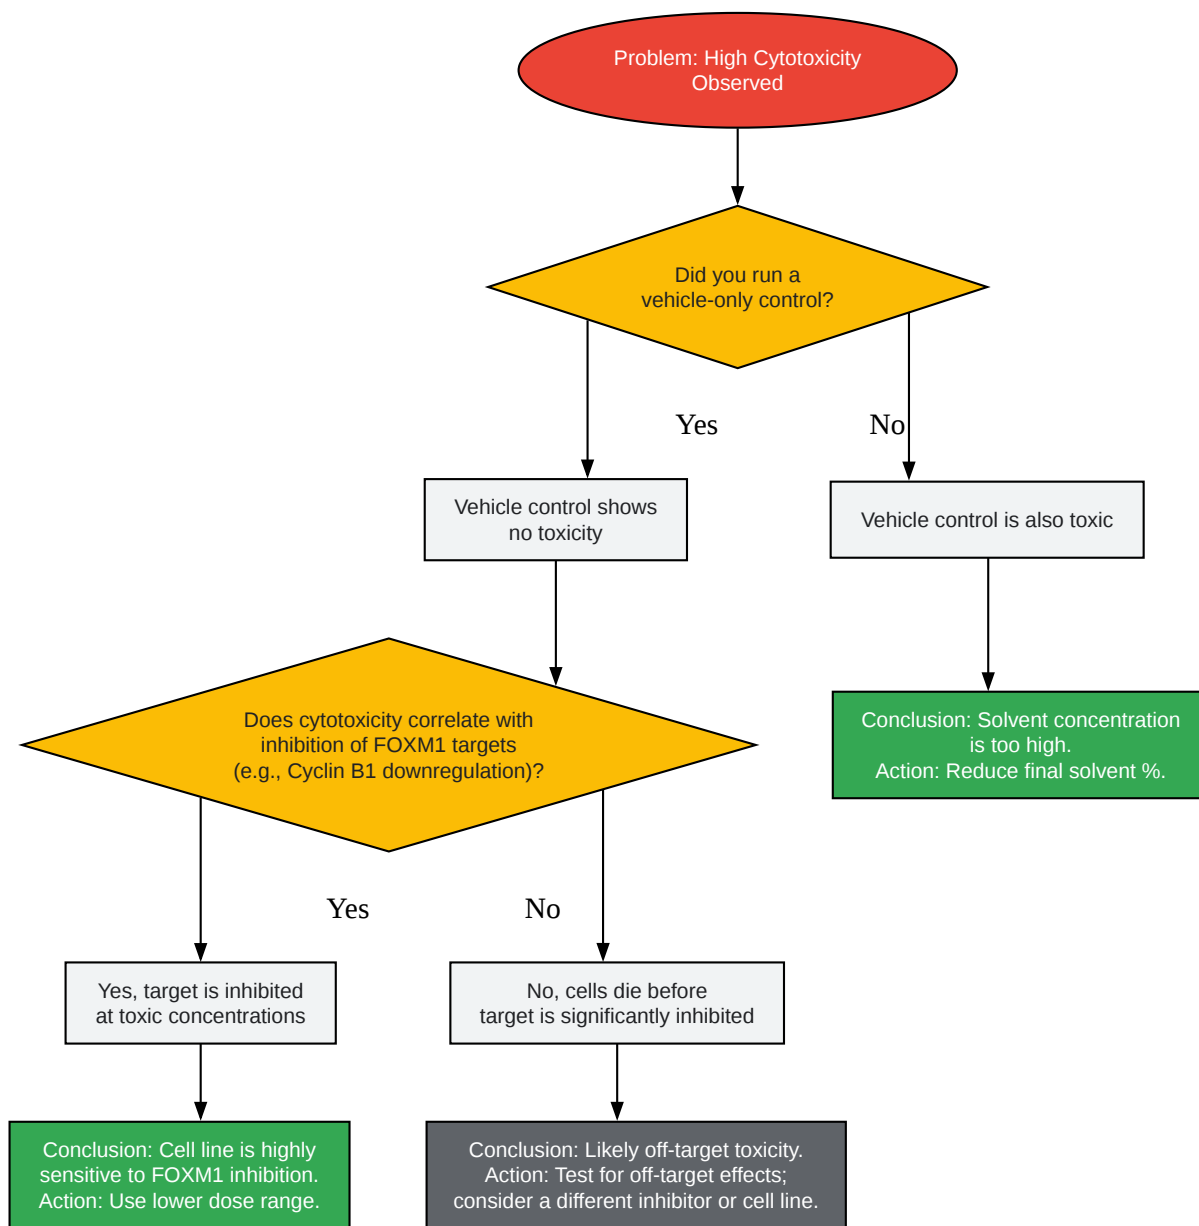 Problem: High Cytotoxicity
Observed
Did you run a
vehicle-only control?
Yes
No
Vehicle control shows
no toxicity
Vehicle control is also toxic
Does cytotoxicity correlate with
inhibition of FOXM1 targets
(e.g., Cyclin B1 downregulation)?
Conclusion: Solvent concentration
is too high.
Action: Reduce final solvent %.
Yes
No
Yes, target is inhibited
at toxic concentrations
No, cells die before
target is significantly inhibited
Conclusion: Cell line is highly
sensitive to FOXM1 inhibition.
Action: Use lower dose range.
Conclusion: Likely off-target toxicity.
Action: Test for off-target effects;
consider a different inhibitor or cell line.